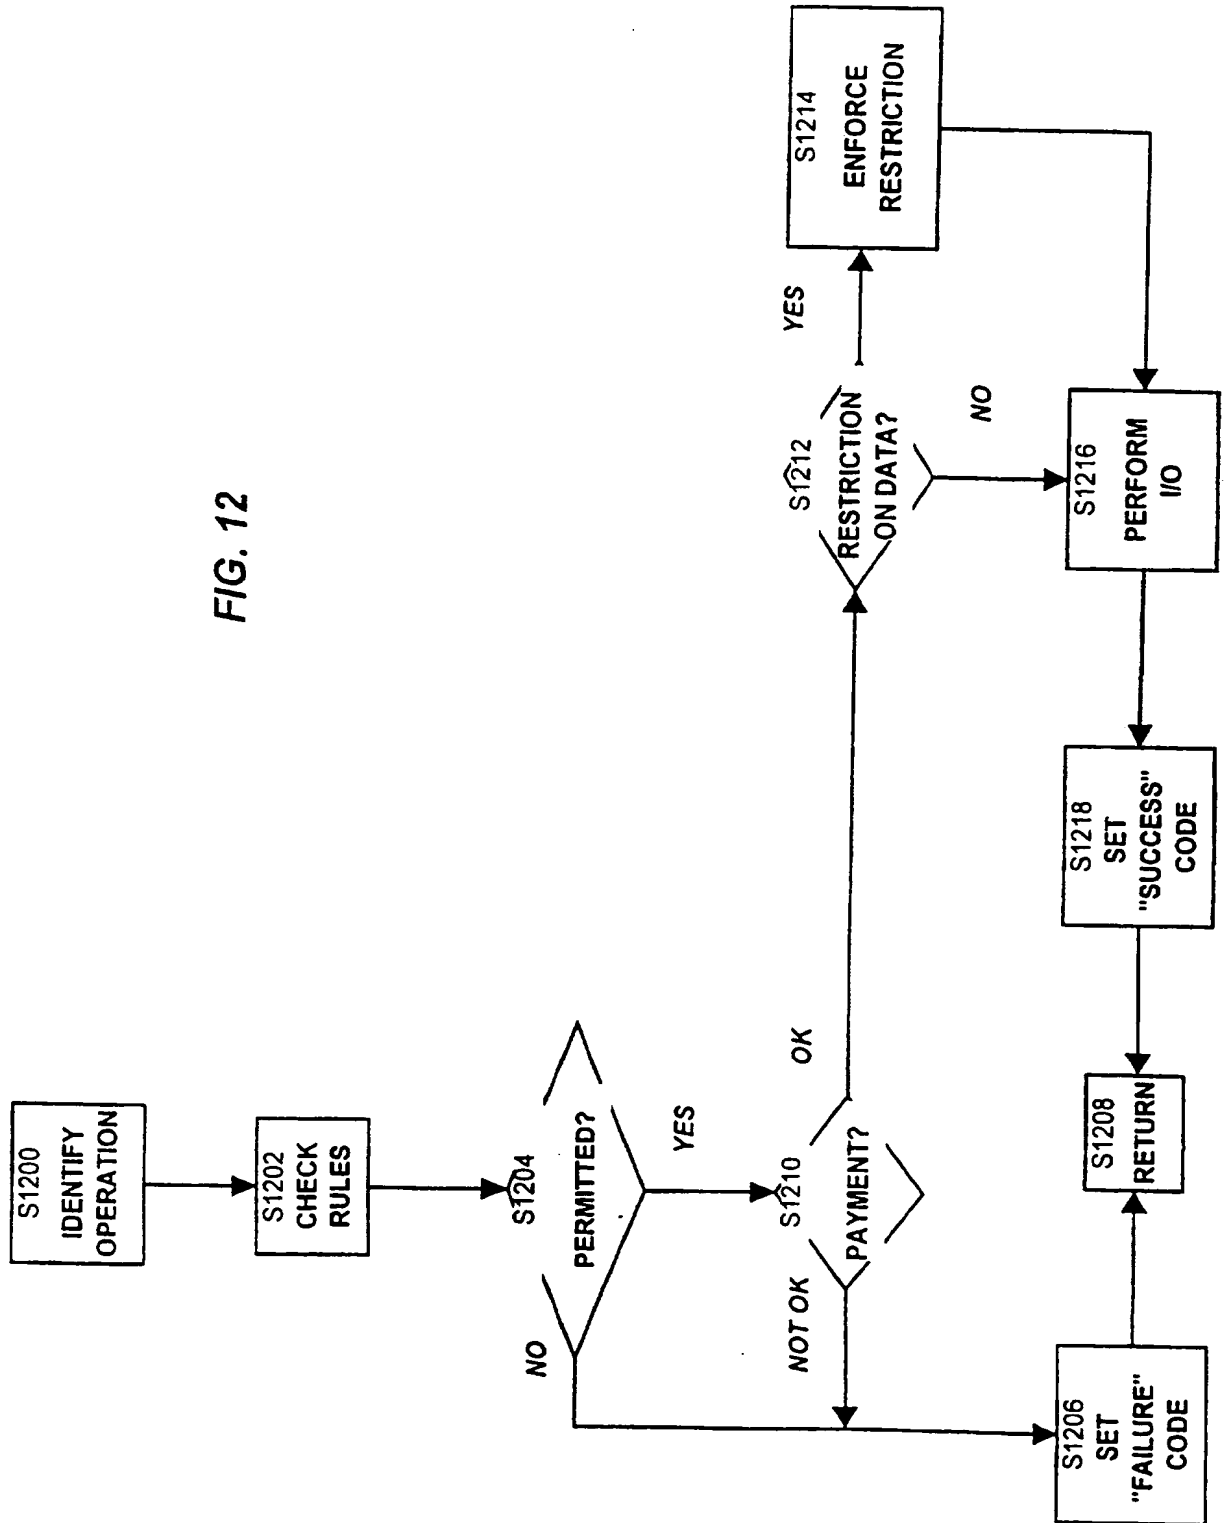 FIG. 12
S1200
IDENTIFY
OPERATION
S1202
CHECK
RULES
S1204
PERMITTED?
NO
YES
S1210
PAYMENT?
NOT OK
OK
S1212
RESTRICTION
ON DATA?
YES
NO
S1214
ENFORCE
RESTRICTION
S1216
PERFORM
I/O
S1218
SET
"SUCCESS"
CODE
S1208
RETURN
S1206
SET
"FAILURE"
CODE